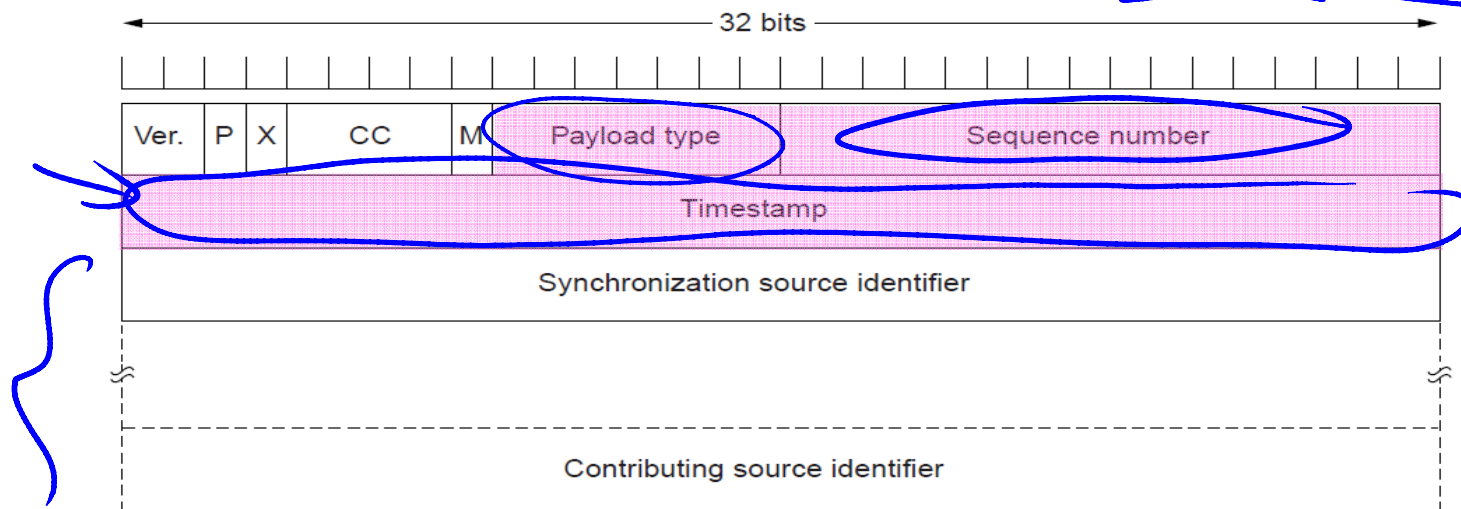 32 bits
Ver. P X CC M Payload type Sequence number
Timestamp
Synchronization source identifier
Contributing source identifier